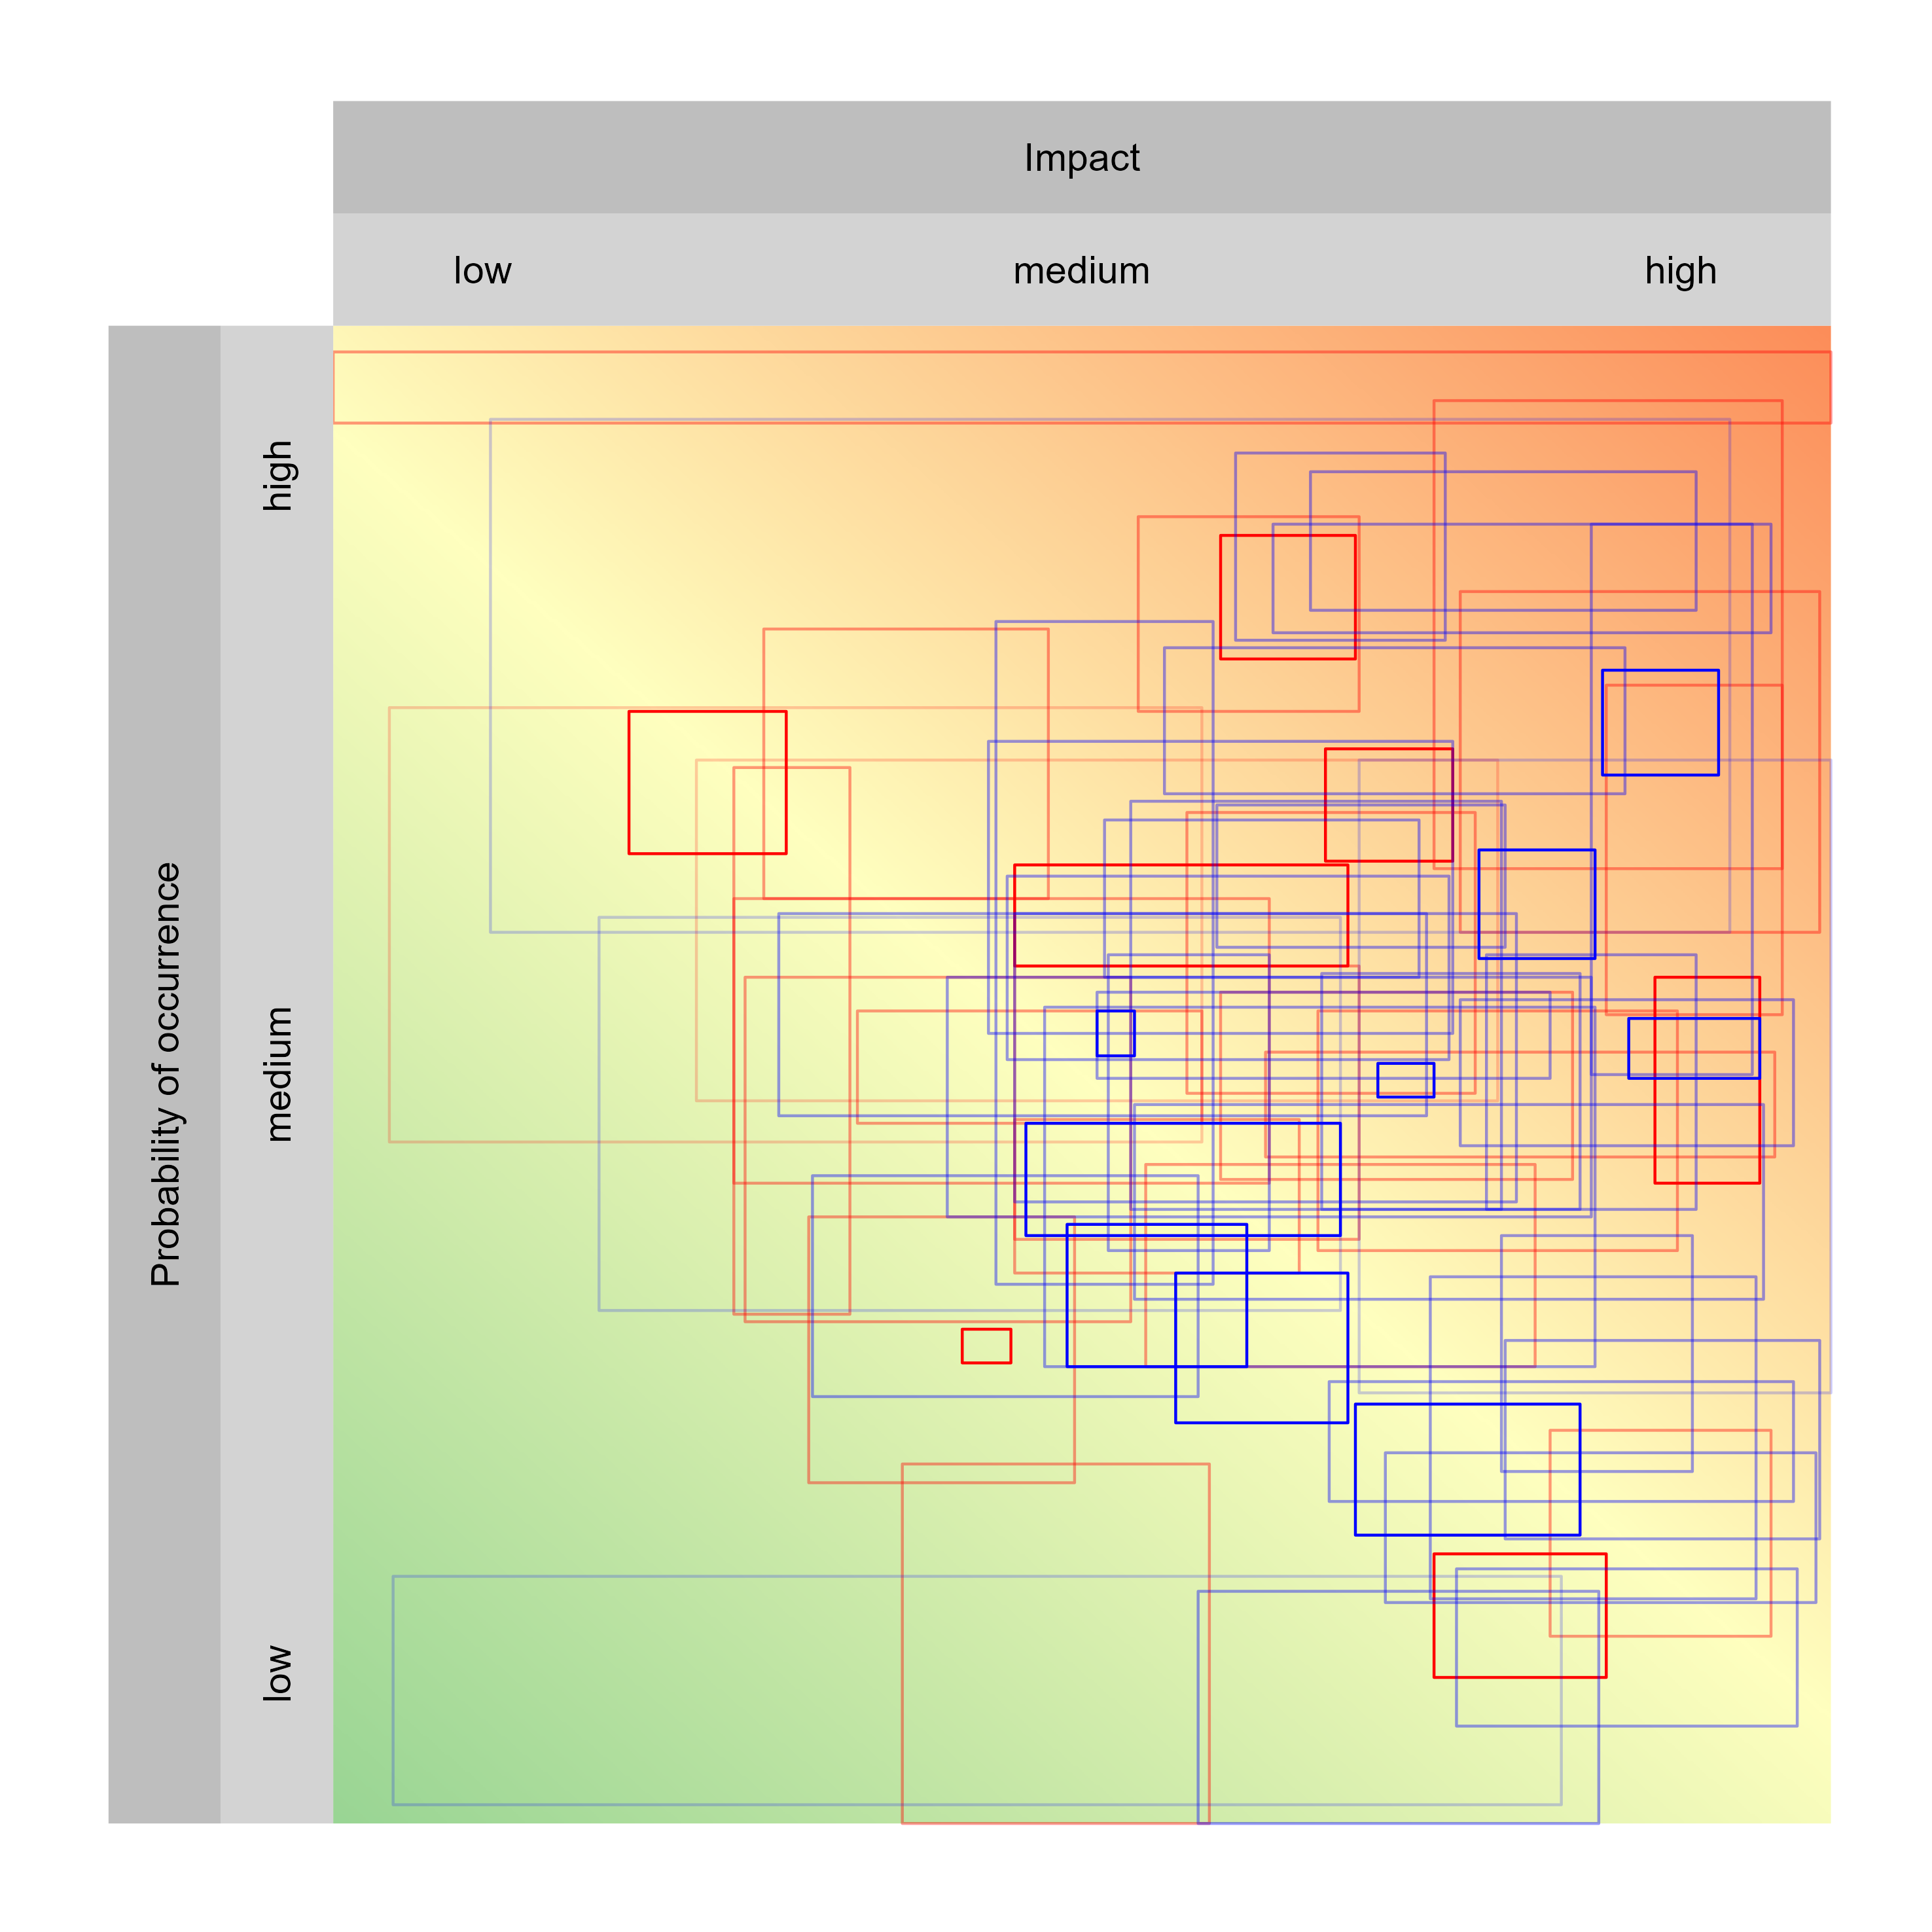 Impact
low medium high
Probability of occurrence
high
medium
low